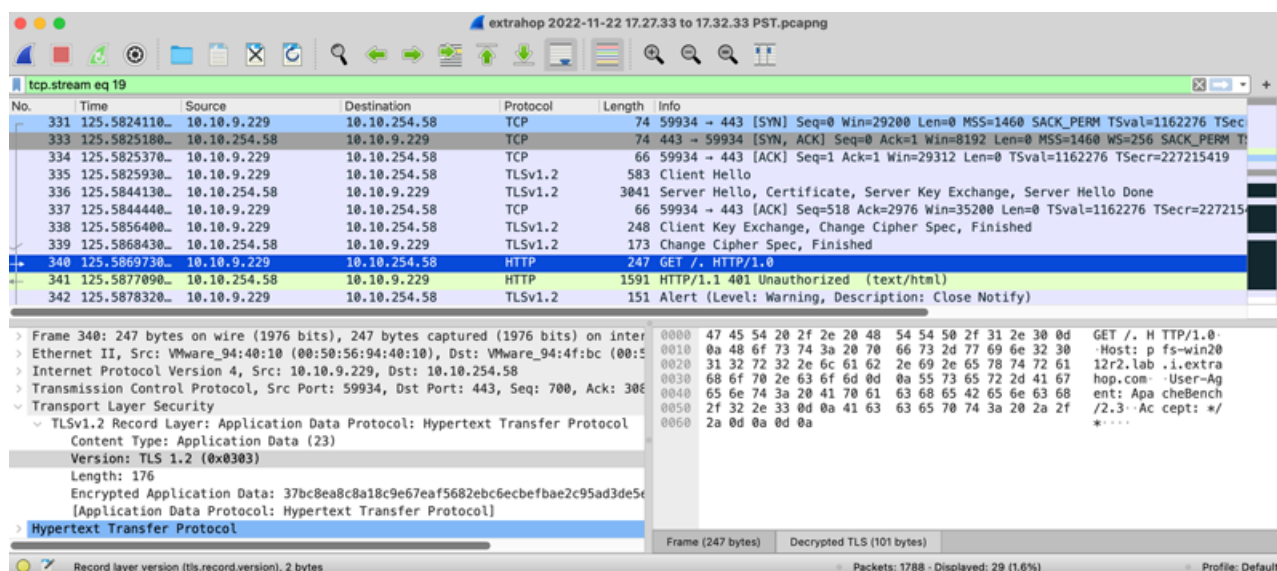 extrahop 2022-11-22 17.27.33 to 17.32.33 PST.pcapng
tcp.stream eq 19
No. Time Source Destination Protocol Length Info
331 125.5824110… 10.10.9.229 10.10.254.58 TCP 74 59934 → 443 [SYN] Seq=0 Win=29200 Len=0 MSS=1460 SACK_PERM TSval=1162276 TSec
333 125.5825180… 10.10.254.58 10.10.9.229 TCP 74 443 → 59934 [SYN, ACK] Seq=0 Ack=1 Win=8192 Len=0 MSS=1460 WS=256 SACK_PERM T
334 125.5825370… 10.10.9.229 10.10.254.58 TCP 66 59934 → 443 [ACK] Seq=1 Ack=1 Win=29312 Len=0 TSval=1162276 TSecr=227215419
335 125.5825930… 10.10.9.229 10.10.254.58 TLSv1.2 583 Client Hello
336 125.5844130… 10.10.254.58 10.10.9.229 TLSv1.2 3041 Server Hello, Certificate, Server Key Exchange, Server Hello Done
337 125.5844440… 10.10.9.229 10.10.254.58 TCP 66 59934 → 443 [ACK] Seq=518 Ack=2976 Win=35200 Len=0 TSval=1162276 TSecr=2272154
338 125.5856400… 10.10.9.229 10.10.254.58 TLSv1.2 248 Client Key Exchange, Change Cipher Spec, Finished
339 125.5868430… 10.10.254.58 10.10.9.229 TLSv1.2 173 Change Cipher Spec, Finished
340 125.5869730… 10.10.9.229 10.10.254.58 HTTP 247 GET /. HTTP/1.0
341 125.5877090… 10.10.254.58 10.10.9.229 HTTP 1591 HTTP/1.1 401 Unauthorized (text/html)
342 125.5878320… 10.10.9.229 10.10.254.58 TLSv1.2 151 Alert (Level: Warning, Description: Close Notify)
Frame 340: 247 bytes on wire (1976 bits), 247 bytes captured (1976 bits) on inter
Ethernet II, Src: VMware_94:40:10 (00:50:56:94:40:10), Dst: VMware_94:4f:bc (00:5
Internet Protocol Version 4, Src: 10.10.9.229, Dst: 10.10.254.58
Transmission Control Protocol, Src Port: 59934, Dst Port: 443, Seq: 700, Ack: 308
Transport Layer Security
TLSv1.2 Record Layer: Application Data Protocol: Hypertext Transfer Protocol
Content Type: Application Data (23)
Version: TLS 1.2 (0x0303)
Length: 176
Encrypted Application Data: 37bc8ea8c8a18c9e67eaf5682ebc6ecbefbae2c95ad3de5e
[Application Data Protocol: Hypertext Transfer Protocol]
Hypertext Transfer Protocol
0000 47 45 54 20 2f 2e 20 48 54 54 50 2f 31 2e 30 0d GET /. H TTP/1.0·
0010 0a 48 6f 73 74 3a 20 70 66 73 2d 77 69 6e 32 30 ·Host: p fs-win20
0020 31 32 72 32 2e 6c 61 62 2e 69 2e 65 78 74 72 61 12r2.lab .i.extra
0030 68 6f 70 2e 63 6f 6d 0d 0a 55 73 65 72 2d 41 67 hop.com· ·User-Ag
0040 65 6e 74 3a 20 41 70 61 63 68 65 42 65 6e 63 68 ent: Apa cheBench
0050 2f 32 2e 33 0d 0a 41 63 63 65 70 74 3a 20 2a 2f /2.3··Ac cept: */
0060 2a 0d 0a 0d 0a *····
Frame (247 bytes) Decrypted TLS (101 bytes)
Record layer version (tls.record.version), 2 bytes Packets: 1788 · Displayed: 29 (1.6%) Profile: Default